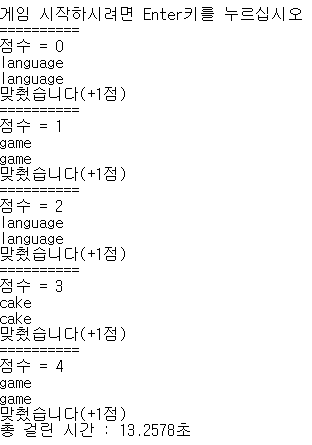 게임 시작하시려면 Enter키를 누르십시오
==========
점수 = 0
language
language
맞췄습니다(+1점)
==========
점수 = 1
game
game
맞췄습니다(+1점)
==========
점수 = 2
language
language
맞췄습니다(+1점)
==========
점수 = 3
cake
cake
맞췄습니다(+1점)
==========
점수 = 4
game
game
맞췄습니다(+1점)
총 걸린 시간 : 13.2578초